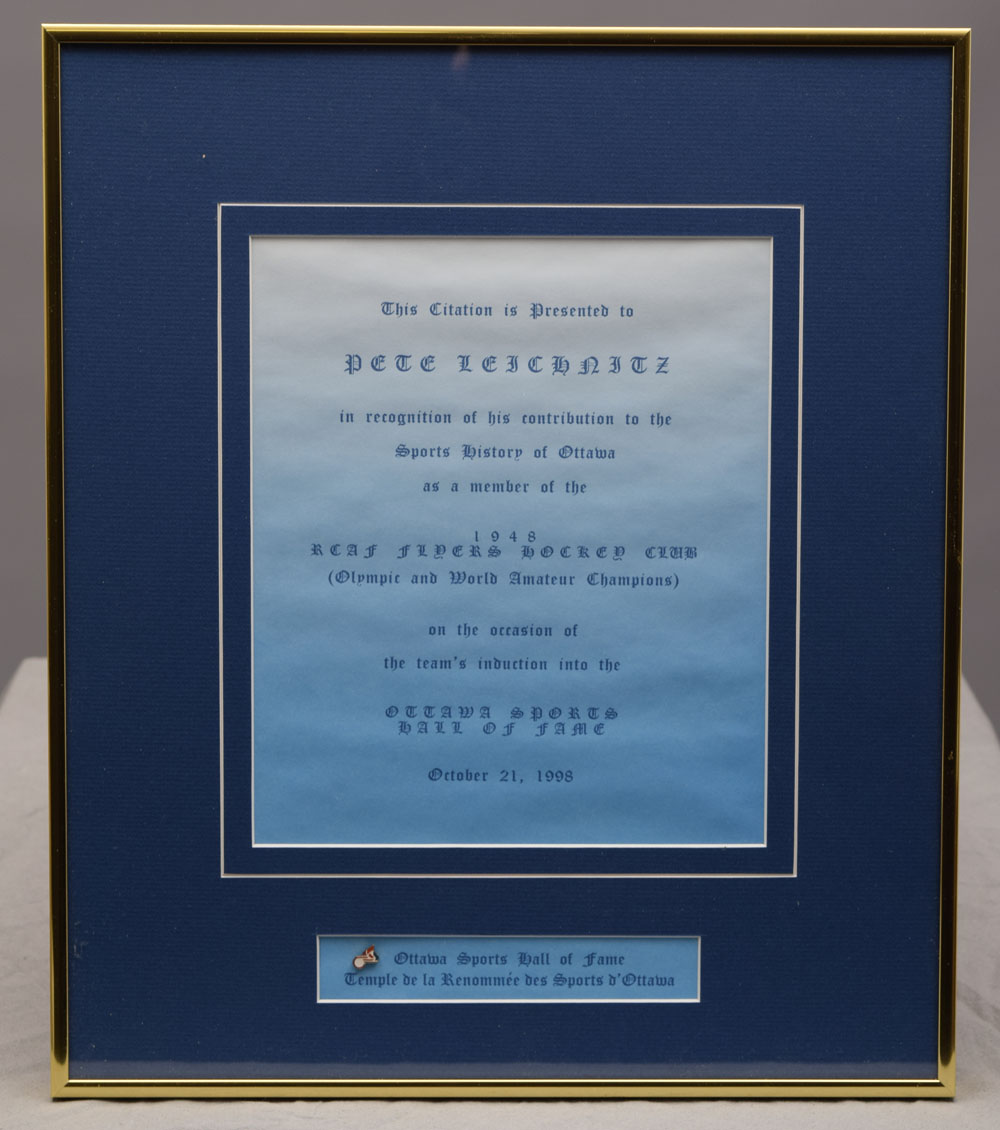 This Citation is Presented to
PETE LEICHNITZ
in recognition of his contribution to the
Sports History of Ottawa
as a member of the
1948
RCAF FLYERS HOCKEY CLUB
(Olympic and World Amateur Champions)
on the occasion of
the team's induction into the
OTTAWA SPORTS
HALL OF FAME
October 21, 1998
Ottawa Sports Hall of Fame
Temple de la Renommée des Sports d'Ottawa